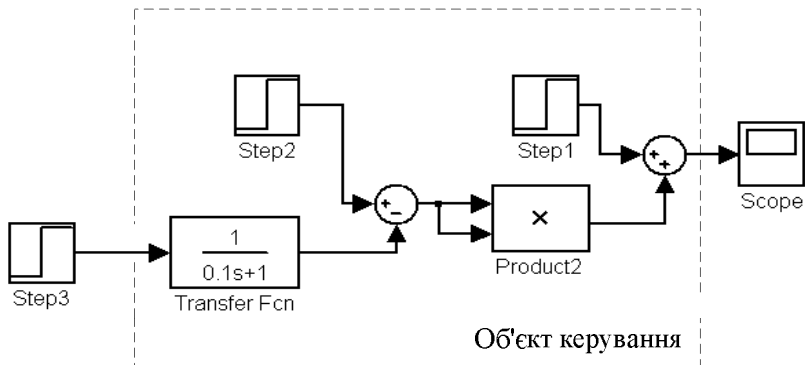 Step2
Step1
Scope
Step3
1
0.1s+1
Transfer Fcn
+
−
×
Product2
+
+
Об'єкт керування